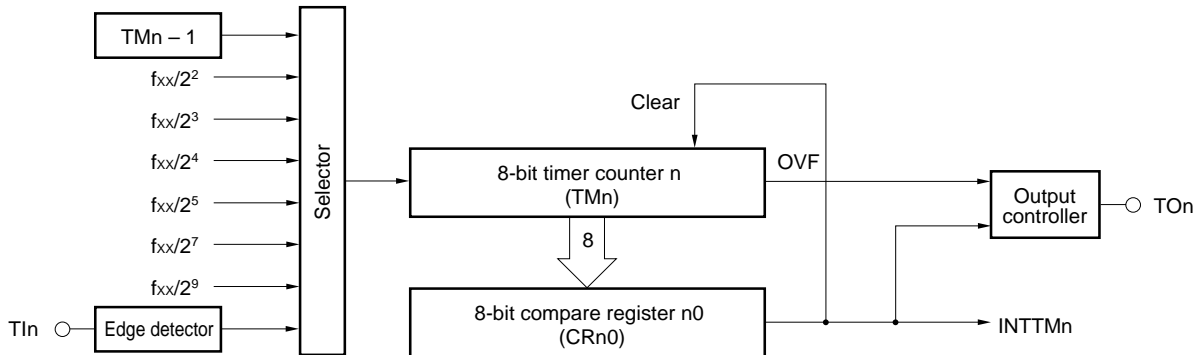 TMn – 1
fxx/2²
fxx/2³
fxx/2⁴
fxx/2⁵
fxx/2⁷
fxx/2⁹
TIn
Edge detector
Selector
Clear
8-bit timer counter n
(TMn)
OVF
8
8-bit compare register n0
(CRn0)
Output
controller
TOn
INTTMn